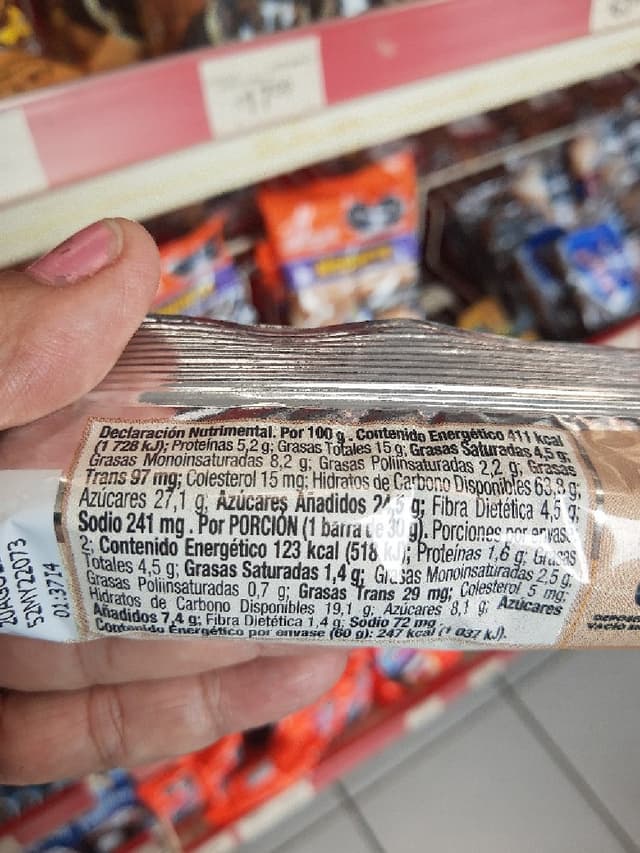 Declaración Nutrimental. Por 100 g. Contenido Energético 411 kcal
(1 728 kJ); Proteínas 5,2 g; Grasas Totales 15 g; Grasas Saturadas 4,5 g;
Grasas Monoinsaturadas 8,2 g; Grasas Poliinsaturadas 2,2 g; Grasas
Trans 97 mg; Colesterol 15 mg; Hidratos de Carbono Disponibles 63,8 g;
Azúcares 27,1 g, Azúcares Añadidos 24,5 g; Fibra Dietética 4,5 g;
Sodio 241 mg. Por PORCIÓN (1 barra de 30 g). Porciones por envase
2; Contenido Energético 123 kcal (518 kJ); Proteínas 1,6 g; Grasas
Totales 4,5 g; Grasas Saturadas 1,4 g; Grasas Monoinsaturadas 2,5 g,
Grasas Poliinsaturadas 0,7 g; Grasas Trans 29 mg; Colesterol 5 mg;
Hidratos de Carbono Disponibles 19,1 g, Azúcares 8,1 g; Azúcares
Añadidos 7,4 g; Fibra Dietética 1,4 g; Sodio 72 mg.
Contenido Energético por envase (60 g): 247 kcal (1 037 kJ).
52NY22073
01:3714